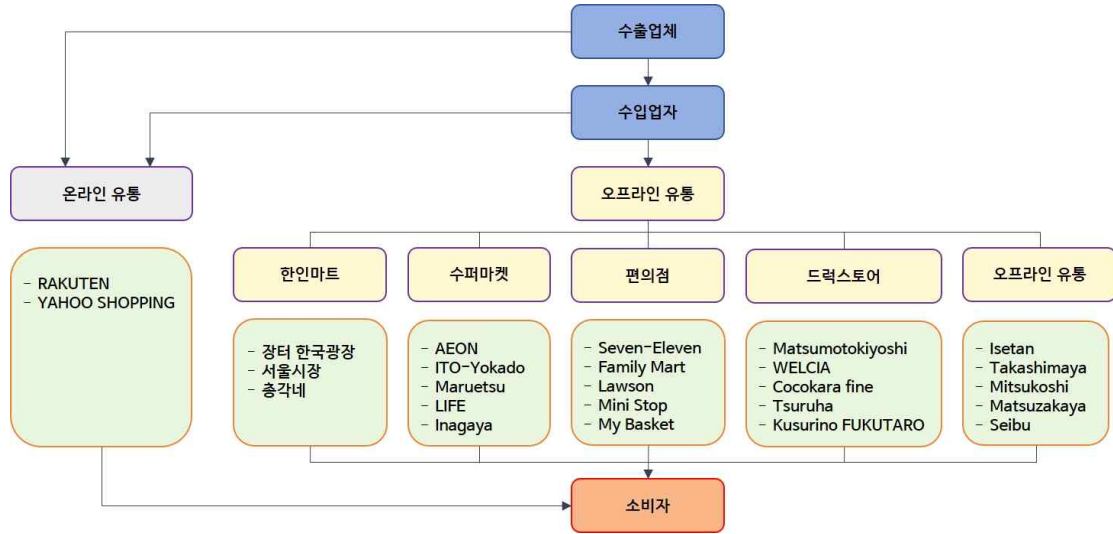 수출업체
수입업자
온라인 유통
오프라인 유통
- RAKUTEN
- YAHOO SHOPPING
한인마트
수퍼마켓
편의점
드럭스토어
오프라인 유통
- 장터 한국광장
- 서울시장
- 총각네
- AEON
- ITO-Yokado
- Maruetsu
- LIFE
- Inagaya
- Seven-Eleven
- Family Mart
- Lawson
- Mini Stop
- My Basket
- Matsumotokiyoshi
- WELCIA
- Cocokara fine
- Tsuruha
- Kusurino FUKUTARO
- Isetan
- Takashimaya
- Mitsukoshi
- Matsuzakaya
- Seibu
소비자